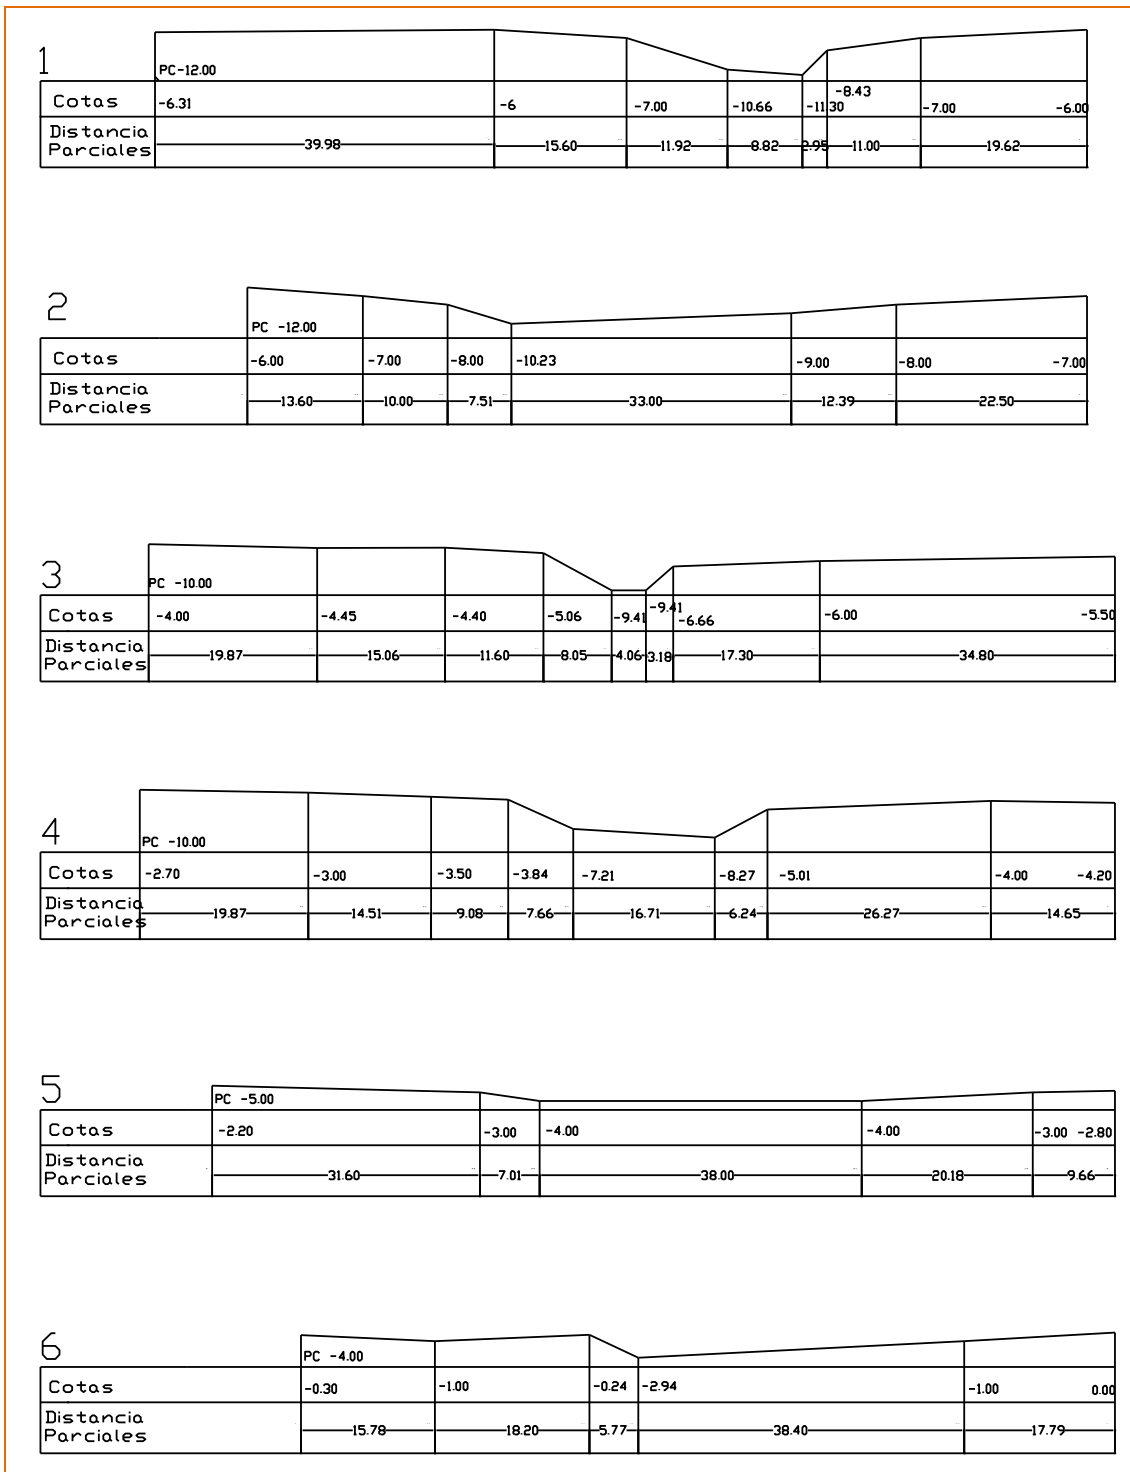 1
PC-12.00
Cotas -6.31 -6 -7.00 -10.66 -11.30 -8.43 -7.00 -6.00
Distancia
Parciales 39.98 15.60 11.92 8.82 2.95 11.00 19.62
2
PC -12.00
Cotas -6.00 -7.00 -8.00 -10.23 -9.00 -8.00 -7.00
Distancia
Parciales 13.60 10.00 7.51 33.00 12.39 22.50
3
PC -10.00
Cotas -4.00 -4.45 -4.40 -5.06 -9.41 -9.41 -6.66 -6.00 -5.50
Distancia
Parciales 19.87 15.06 11.60 8.05 4.06 3.18 17.30 34.80
4
PC -10.00
Cotas -2.70 -3.00 -3.50 -3.84 -7.21 -8.27 -5.01 -4.00 -4.20
Distancia
Parciales 19.87 14.51 9.08 7.66 16.71 6.24 26.27 14.65
5
PC -5.00
Cotas -2.20 -3.00 -4.00 -4.00 -3.00 -2.80
Distancia
Parciales 31.60 7.01 38.00 20.18 9.66
6
PC -4.00
Cotas -0.30 -1.00 -0.24 -2.94 -1.00 0.00
Distancia
Parciales 15.78 18.20 5.77 38.40 17.79